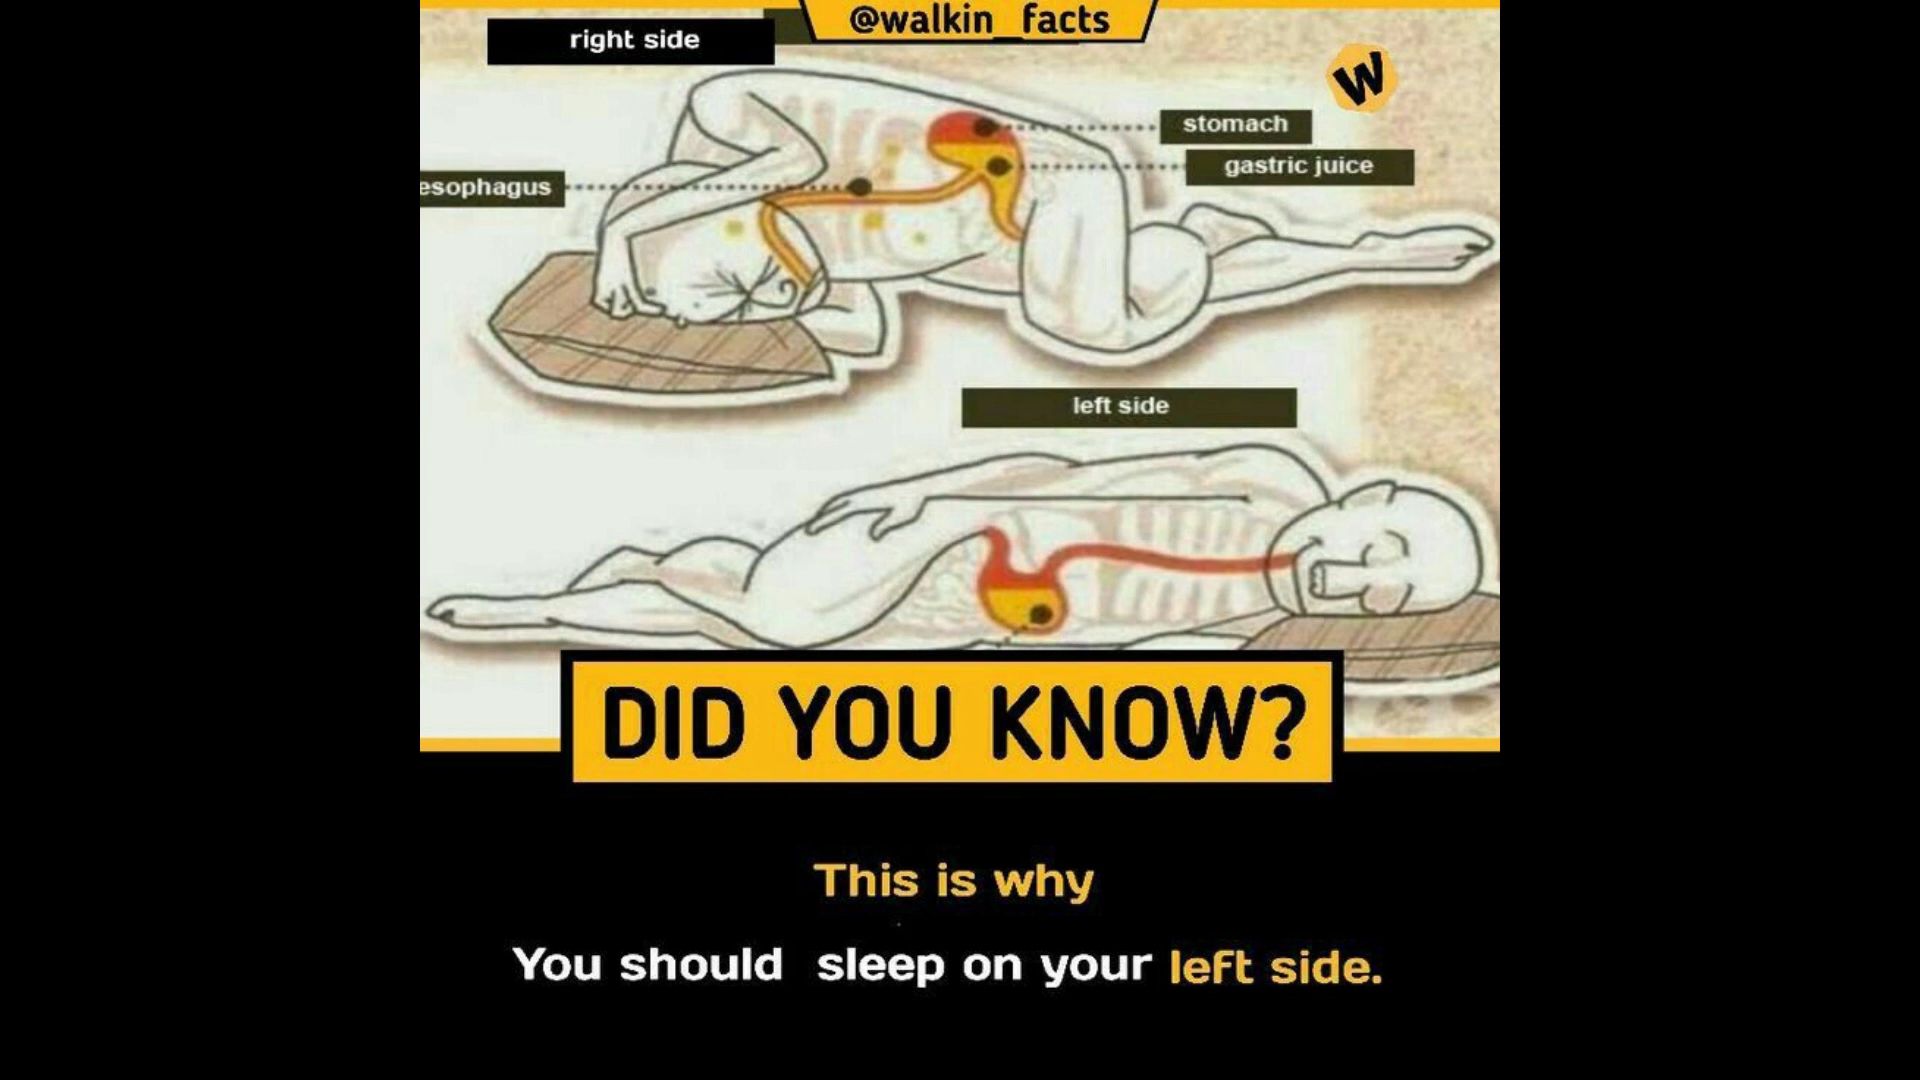 @walkin_facts
right side
W
stomach
gastric juice
esophagus
left side
DID YOU KNOW?
This is why
You should sleep on your left side.